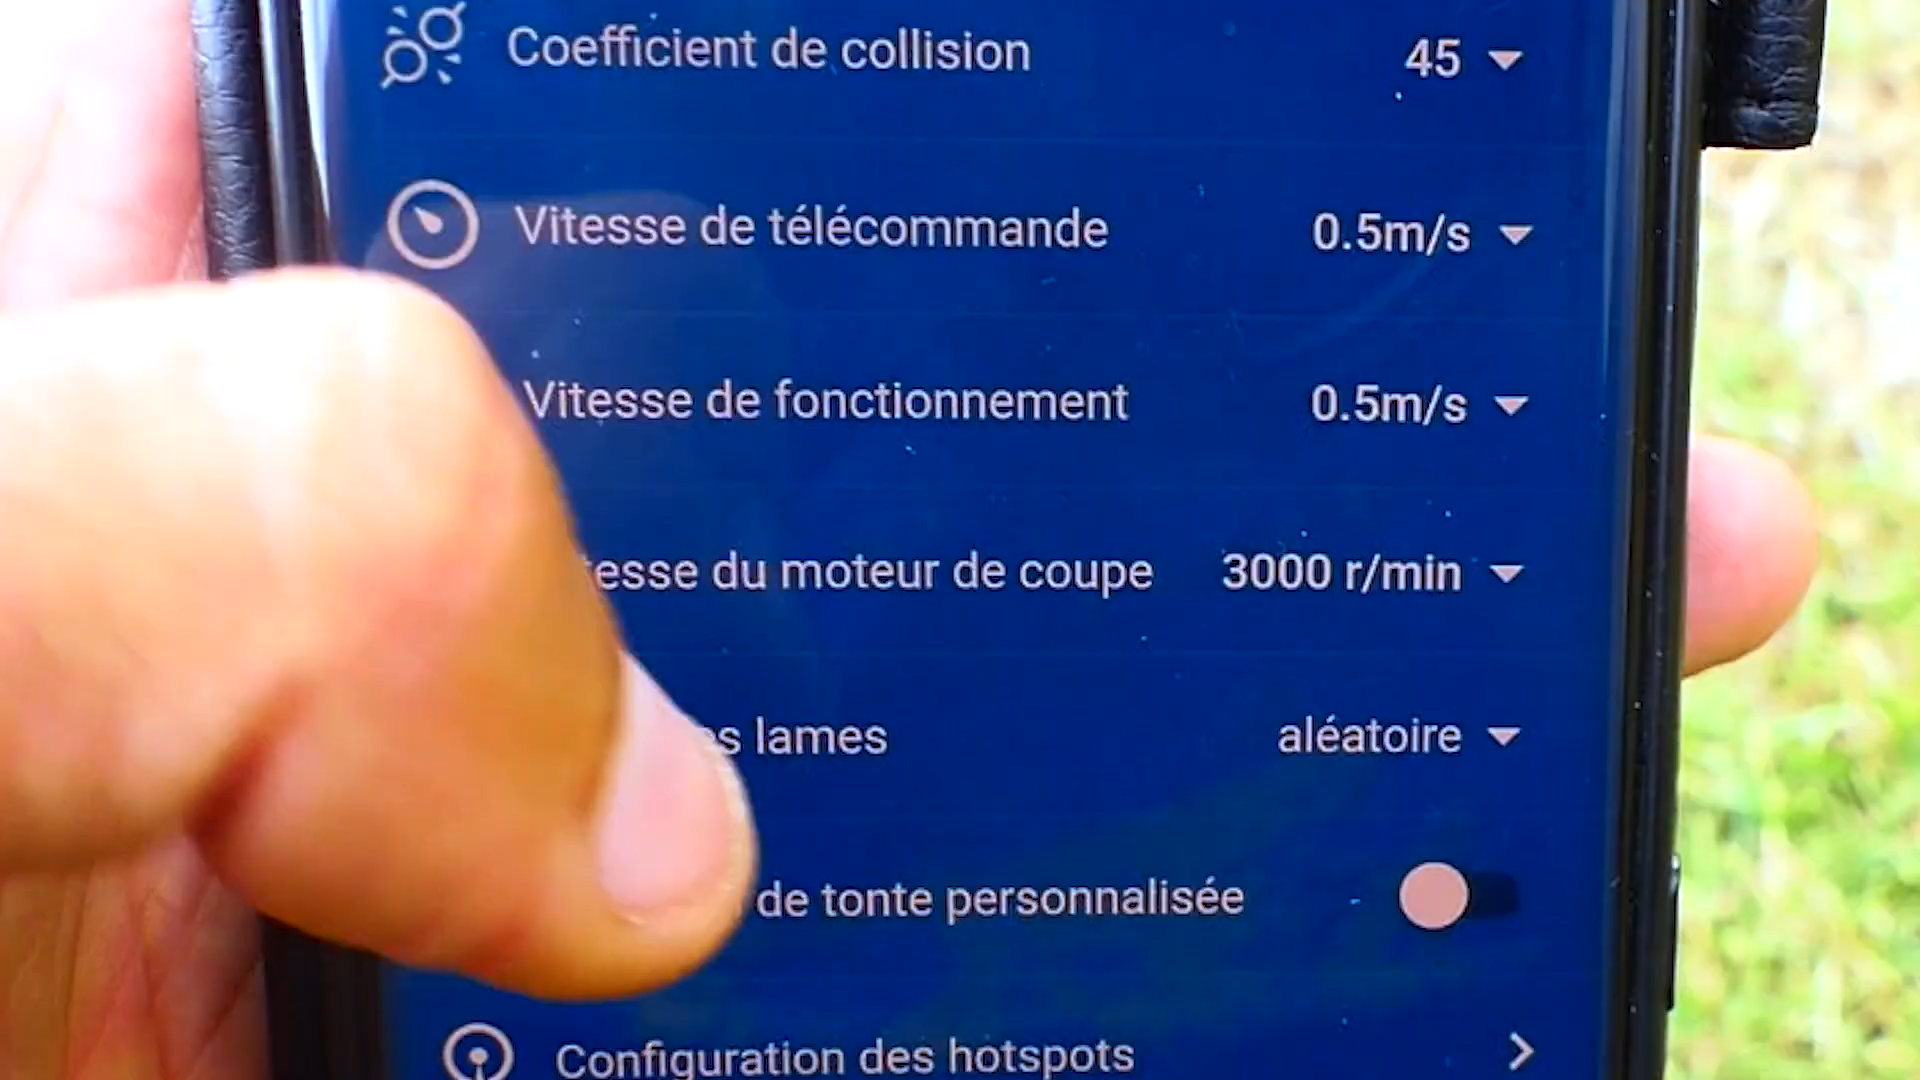 Coefficient de collision 45
Vitesse de télécommande 0.5m/s
Vitesse de fonctionnement 0.5m/s
du moteur de coupe 3000 r/min
lames aléatoire
de tonte personnalisée
Configuration des hotspots